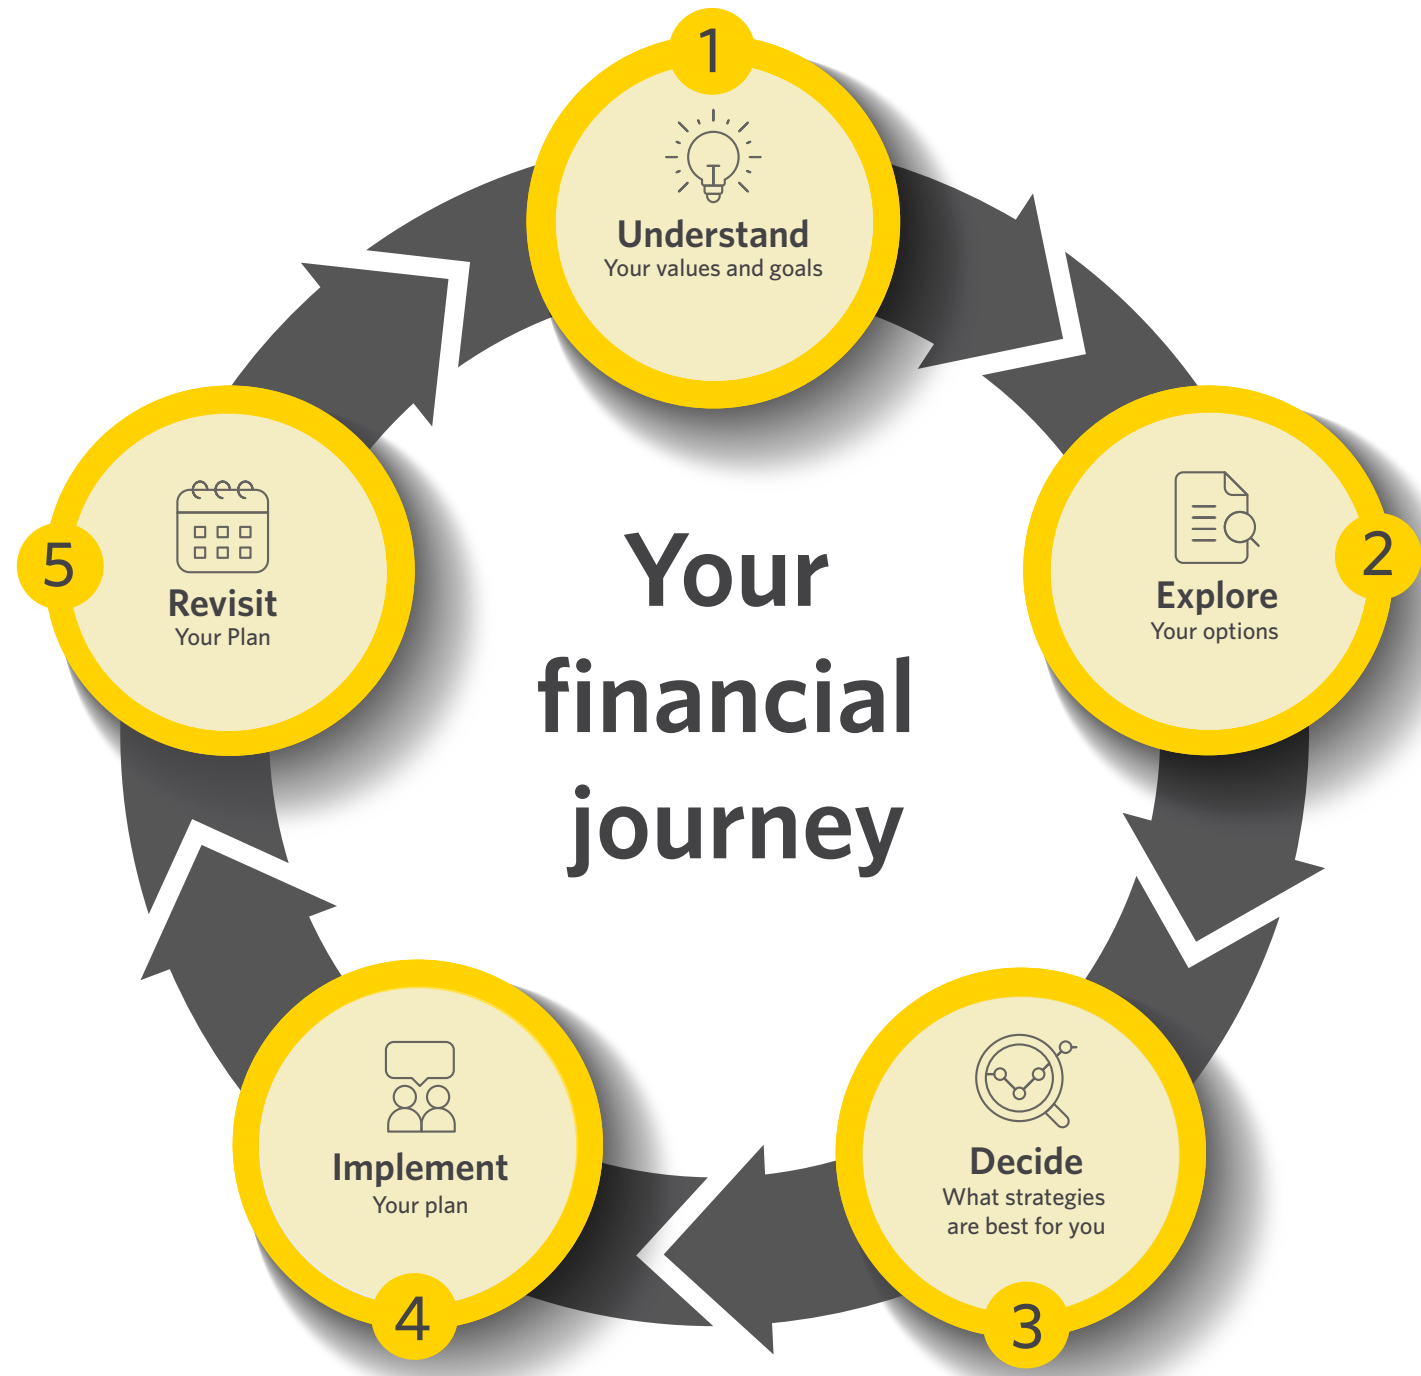 1
Understand
Your values and goals
2
Explore
Your options
3
Decide
What strategies
are best for you
4
Implement
Your plan
5
Revisit
Your Plan
Your
financial
journey